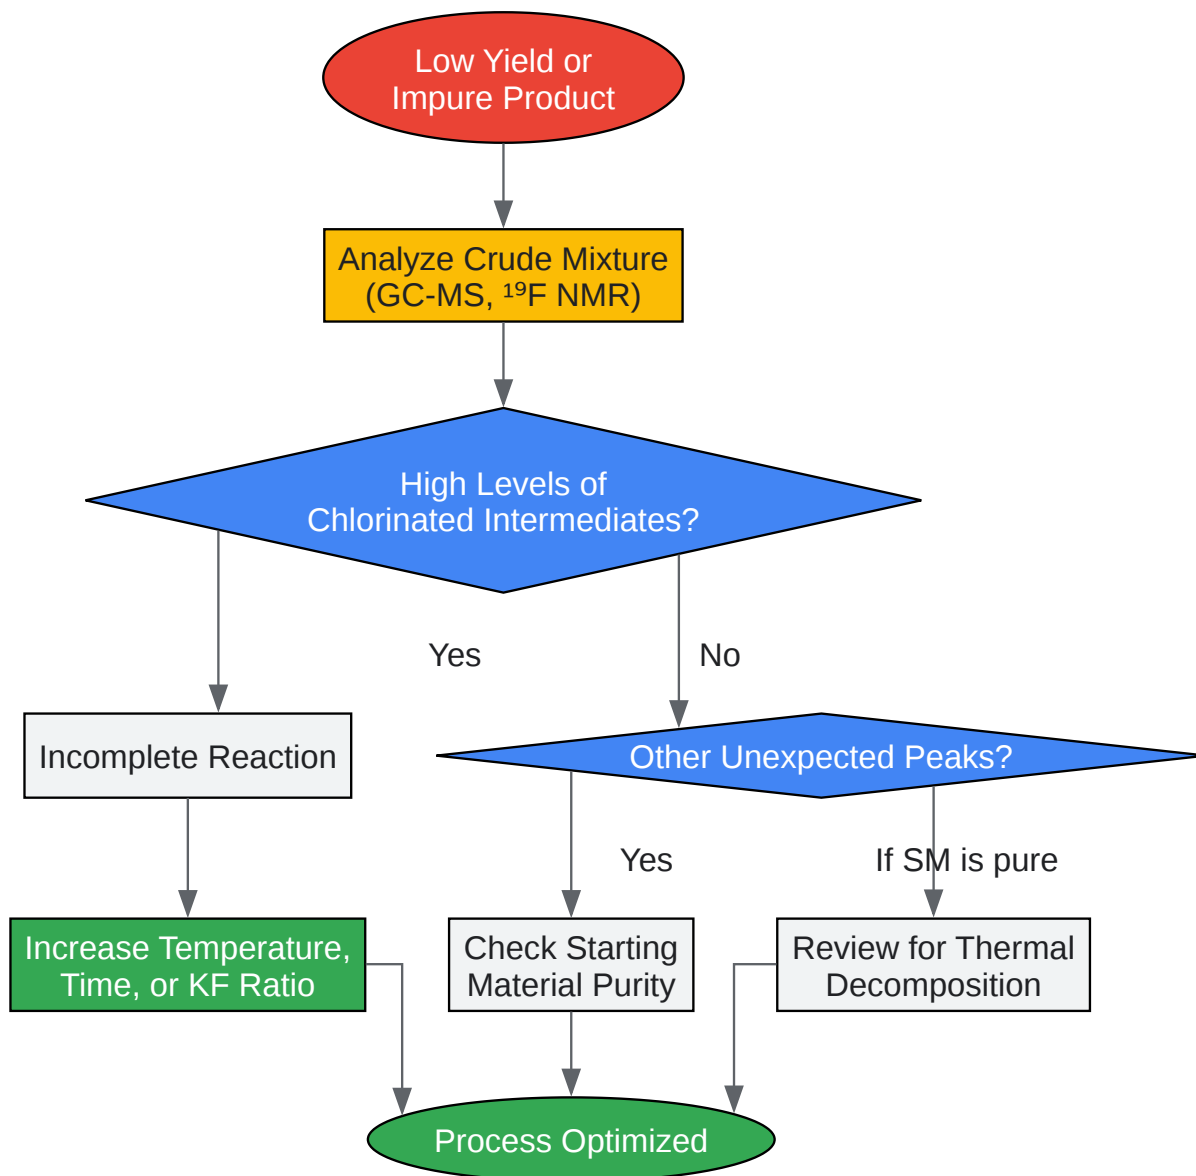 Low Yield or
Impure Product
Analyze Crude Mixture
(GC-MS, ¹⁹F NMR)
High Levels of
Chlorinated Intermediates?
Yes
No
Incomplete Reaction
Other Unexpected Peaks?
Yes
If SM is pure
Increase Temperature,
Time, or KF Ratio
Check Starting
Material Purity
Review for Thermal
Decomposition
Process Optimized